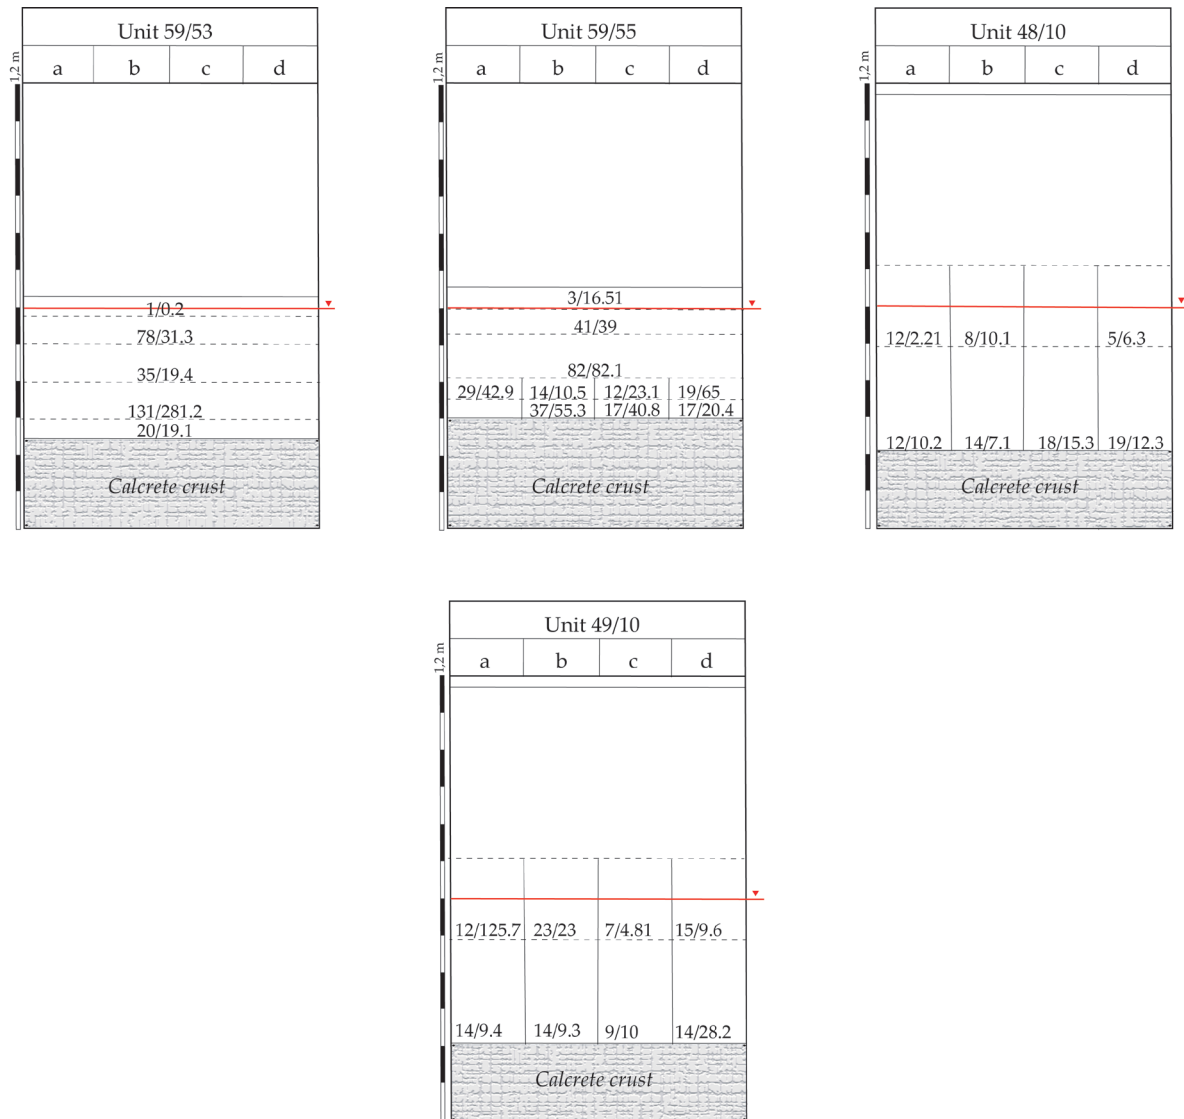 Unit 59/53
a b c d
1,2 m
1/0.2
78/31.3
35/19.4
131/281.2
20/19.1
Calcrete crust
Unit 59/55
a b c d
1,2 m
3/16.51
41/39
82/82.1
29/42.9 14/10.5 12/23.1 19/65
37/55.3 17/40.8 17/20.4
Calcrete crust
Unit 48/10
a b c d
1,2 m
12/2.21 8/10.1 5/6.3
12/10.2 14/7.1 18/15.3 19/12.3
Calcrete crust
Unit 49/10
a b c d
1,2 m
12/125.7 23/23 7/4.81 15/9.6
14/9.4 14/9.3 9/10 14/28.2
Calcrete crust